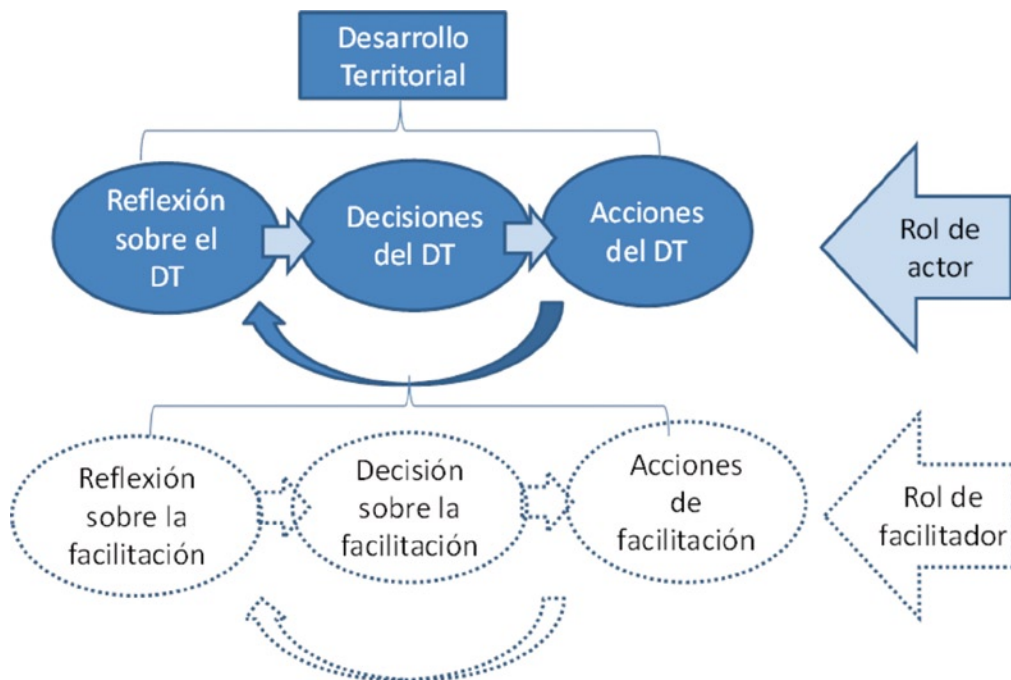 Desarrollo
Territorial
Reflexión
sobre el
DT
Decisiones
del DT
Acciones
del DT
Rol de
actor
Reflexión
sobre la
facilitación
Decisión
sobre la
facilitación
Acciones
de
facilitación
Rol de
facilitador